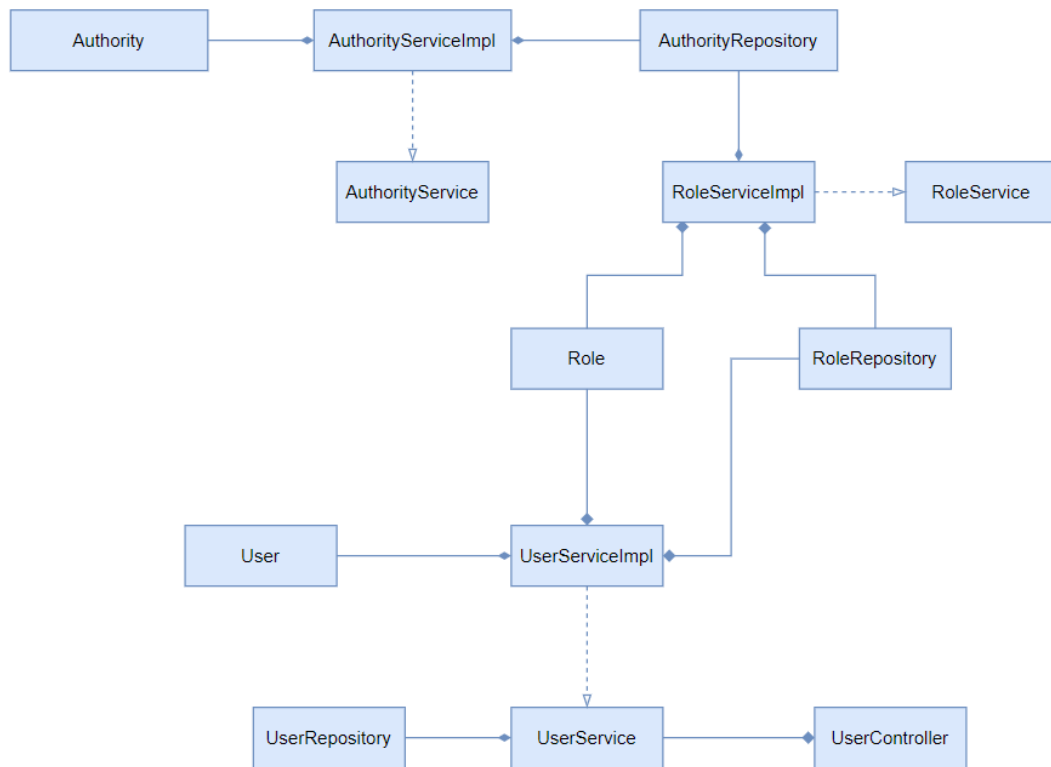 Authority
AuthorityServiceImpl
AuthorityRepository
AuthorityService
RoleServiceImpl
RoleService
Role
RoleRepository
User
UserServiceImpl
UserRepository
UserService
UserController